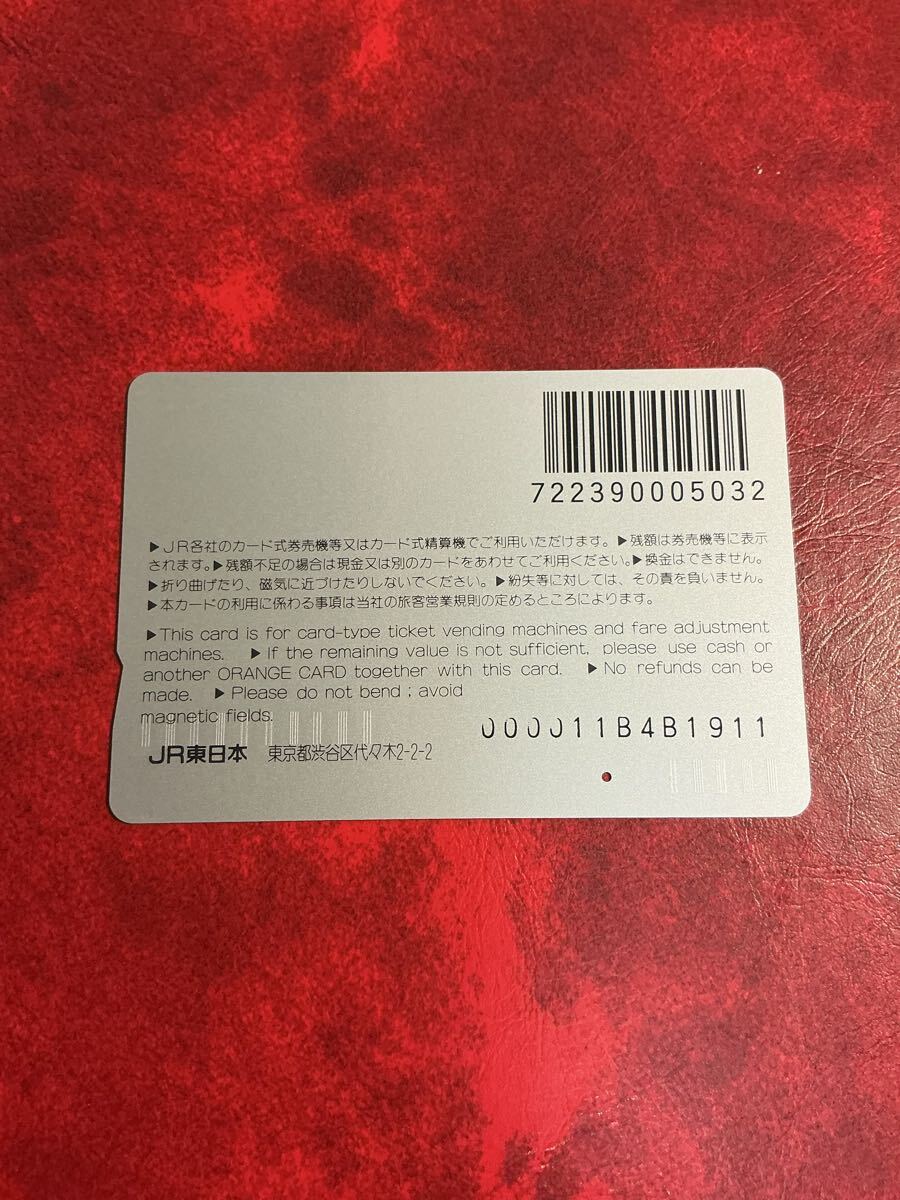 722390005032
▶JR各社のカード式券売機等又はカード式精算機でご利用いただけます。▶残額は券売機等に表示
されます。▶残額不足の場合は現金又は別のカードをあわせてご利用ください。▶換金はできません。
▶折り曲げたり、磁気に近づけたりしないでください。▶紛失等に対しては、その責を負いません。
▶本カードの利用に係わる事項は当社の旅客営業規則の定めるところによります。
▶This card is for card-type ticket vending machines and fare adjustment
machines. ▶If the remaining value is not sufficient, please use cash or
another ORANGE CARD together with this card. ▶No refunds can be
made. ▶Please do not bend ; avoid
magnetic fields.
000011B4B1911
JR東日本 東京都渋谷区代々木2-2-2